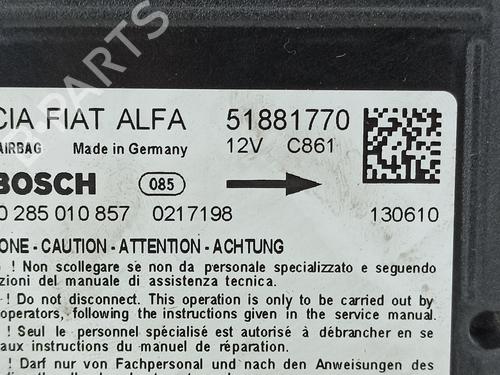 CIA FIAT ALFA 51881770
AIRBAG Made in Germany 12V C861
BOSCH 085
0 285 010 857 0217198 130610
ONE - CAUTION - ATTENTION - ACHTUNG
! Non scollegare se non da personale specializzato e seguendo
zioni del manuale di assistenza tecnica.
! Do not disconnect. This operation is only to be carried out by
operators, following the instructions given in the service manual.
! Seul le personnel spécialisé est autorisé à débrancher en se
aux instructions du manuel de réparation.
! Darf nur von Fachpersonal und nach den Anweisungen des